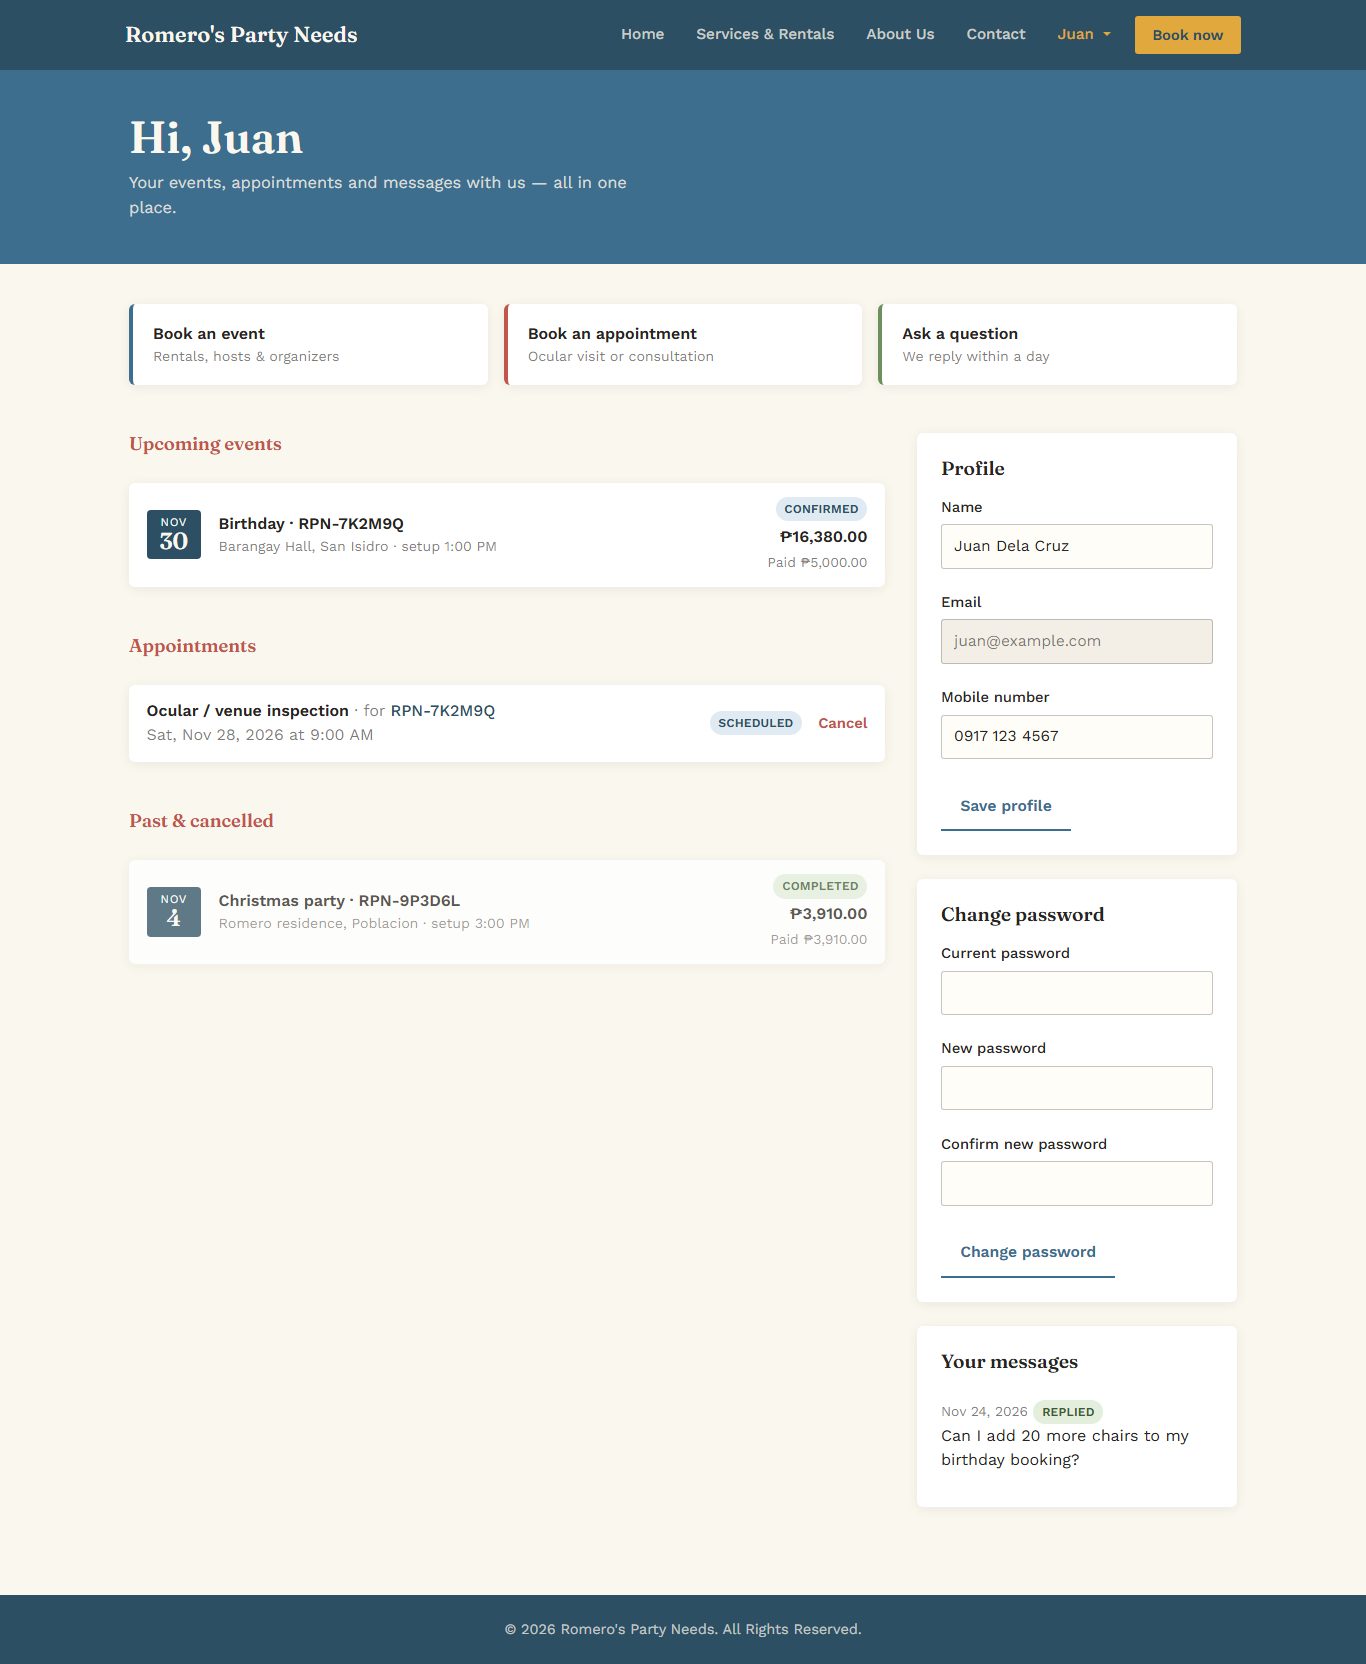 Romero's Party Needs
Home
Services & Rentals
About Us
Contact
Juan
Book now
Hi, Juan
Your events, appointments and messages with us — all in one
place.
Book an event
Rentals, hosts & organizers
Book an appointment
Ocular visit or consultation
Ask a question
We reply within a day
Upcoming events
NOV
30
Birthday · RPN-7K2M9Q
Barangay Hall, San Isidro · setup 1:00 PM
CONFIRMED
₱16,380.00
Paid ₱5,000.00
Appointments
Ocular / venue inspection · for RPN-7K2M9Q
Sat, Nov 28, 2026 at 9:00 AM
SCHEDULED
Cancel
Past & cancelled
NOV
4
Christmas party · RPN-9P3D6L
Romero residence, Poblacion · setup 3:00 PM
COMPLETED
₱3,910.00
Paid ₱3,910.00
Profile
Name
Juan Dela Cruz
Email
juan@example.com
Mobile number
0917 123 4567
Save profile
Change password
Current password
New password
Confirm new password
Change password
Your messages
Nov 24, 2026 REPLIED
Can I add 20 more chairs to my
birthday booking?
© 2026 Romero's Party Needs. All Rights Reserved.